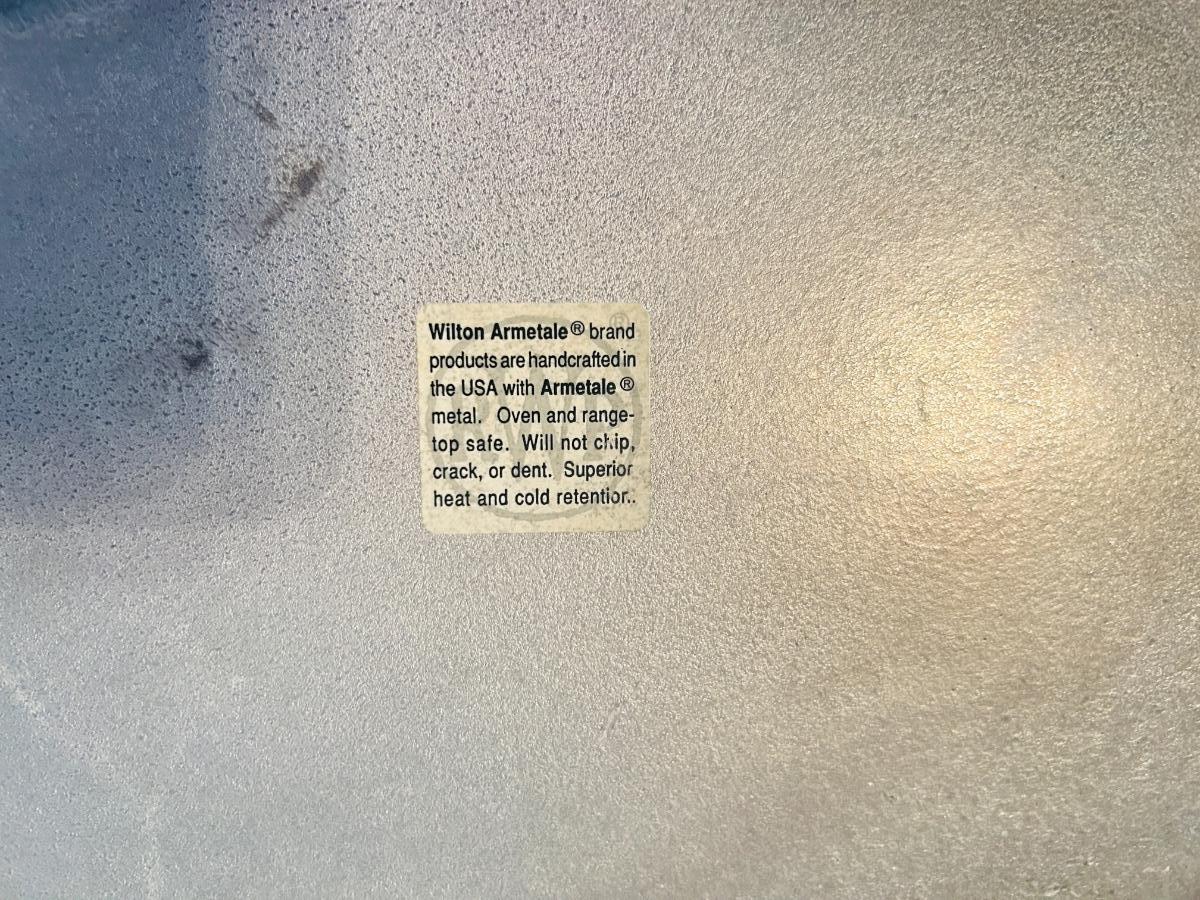 Wilton Armetale® brand
products are handcrafted in
the USA with Armetale®
metal. Oven and range-
top safe. Will not chip,
crack, or dent. Superior
heat and cold retention.